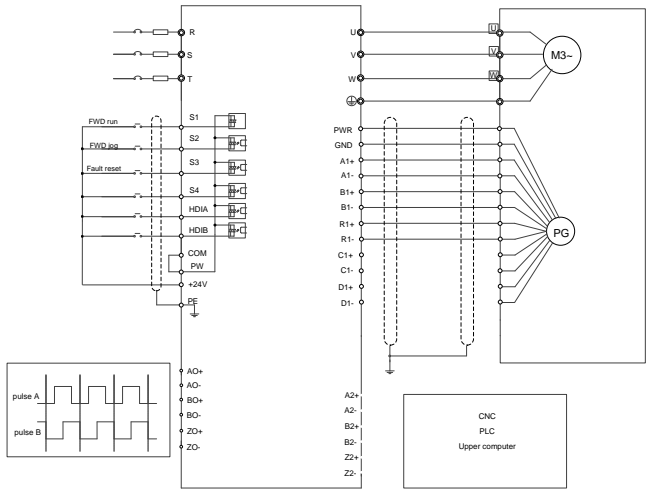 R
S
T
FWD run
FWD jog
Fault reset
S1
S2
S3
S4
HDIA
HDIB
COM
PW
+24V
PE
AO+
AO-
BO+
BO-
ZO+
ZO-
pulse A
pulse B
U
V
W
PWR
GND
A1+
A1-
B1+
B1-
R1+
R1-
C1+
C1-
D1+
D1-
A2+
A2-
B2+
B2-
Z2+
Z2-
U
V
W
M3~
PG
CNC
PLC
Upper computer